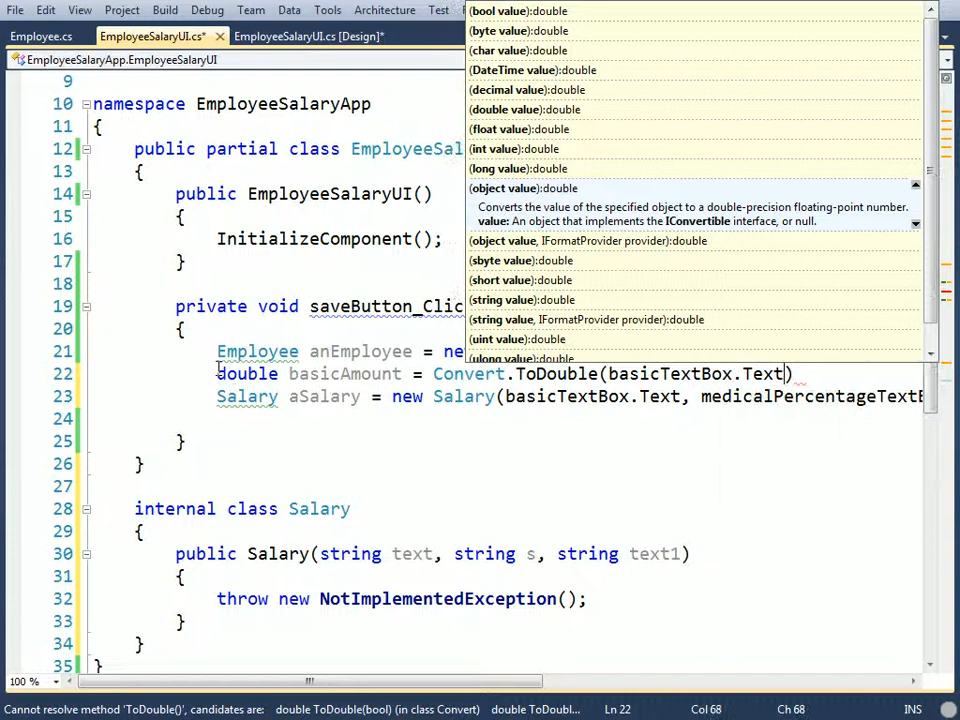 File Edit View Project Build Debug Team Data Tools Architecture Test
Employee.cs EmployeeSalaryUI.cs* EmployeeSalaryUI.cs [Design]*
EmployeeSalaryApp.EmployeeSalaryUI
(bool value):double
(byte value):double
(char value):double
(DateTime value):double
(decimal value):double
(double value):double
(float value):double
(int value):double
(long value):double
(object value):double
Converts the value of the specified object to a double-precision floating-point number.
value: An object that implements the IConvertible interface, or null.
(object value, IFormatProvider provider):double
(sbyte value):double
(short value):double
(string value):double
(string value, IFormatProvider provider):double
(uint value):double
(ulong value):double
9
10 namespace EmployeeSalaryApp
11 {
12 public partial class EmployeeSal
13 {
14 public EmployeeSalaryUI()
15 {
16 InitializeComponent();
17 }
18
19 private void saveButton_Clic
20 {
21 Employee anEmployee = ne
22 double basicAmount = Convert.ToDouble(basicTextBox.Text)
23 Salary aSalary = new Salary(basicTextBox.Text, medicalPercentageTextB
24
25 }
26 }
27
28 internal class Salary
29 {
30 public Salary(string text, string s, string text1)
31 {
32 throw new NotImplementedException();
33 }
34 }
35 }
100 %
Cannot resolve method 'ToDouble()', candidates are: double ToDouble(bool) (in class Convert) double ToDoubl... Ln 22 Col 68 Ch 68 INS